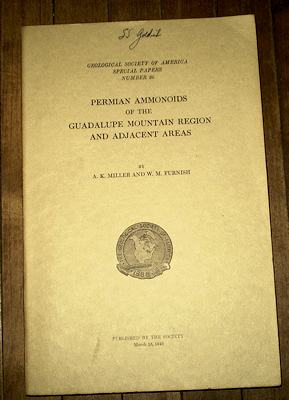 GEOLOGICAL SOCIETY OF AMERICA
SPECIAL PAPERS
NUMBER 26
PERMIAN AMMONOIDS
OF THE
GUADALUPE MOUNTAIN REGION
AND ADJACENT AREAS
BY
A. K. MILLER AND W. M. FURNISH
PUBLISHED BY THE SOCIETY
1940